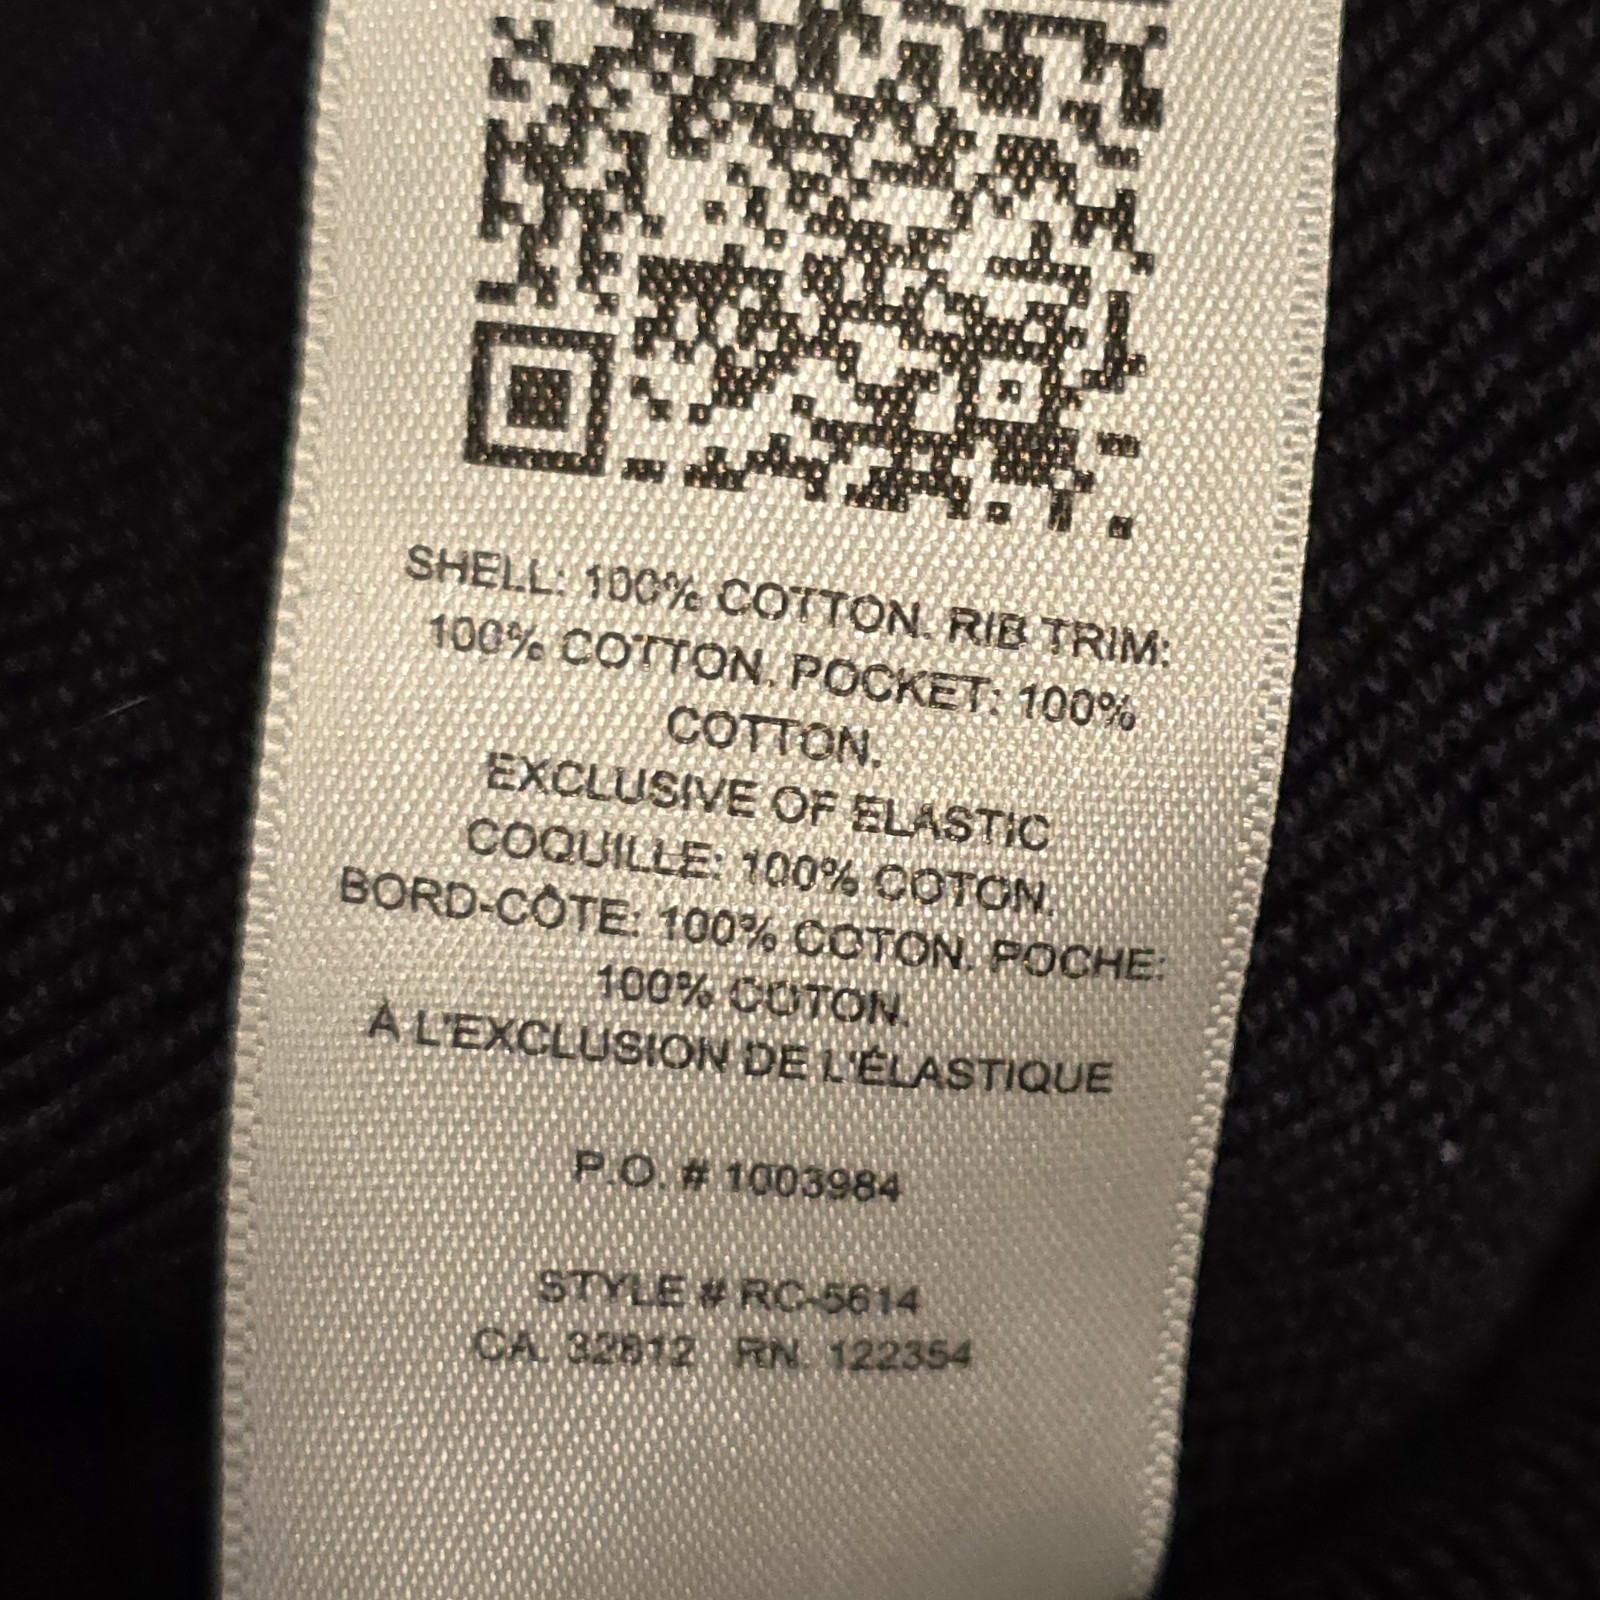 SHELL: 100% COTTON. RIB TRIM:
100% COTTON. POCKET: 100%
COTTON.
EXCLUSIVE OF ELASTIC
COQUILLE: 100% COTON.
BORD-CÔTE: 100% COTON. POCHE:
100% COTON.
À L'EXCLUSION DE L'ÉLASTIQUE
P.O. # 1003984
STYLE # RC-5614
CA. 32812 RN. 122354